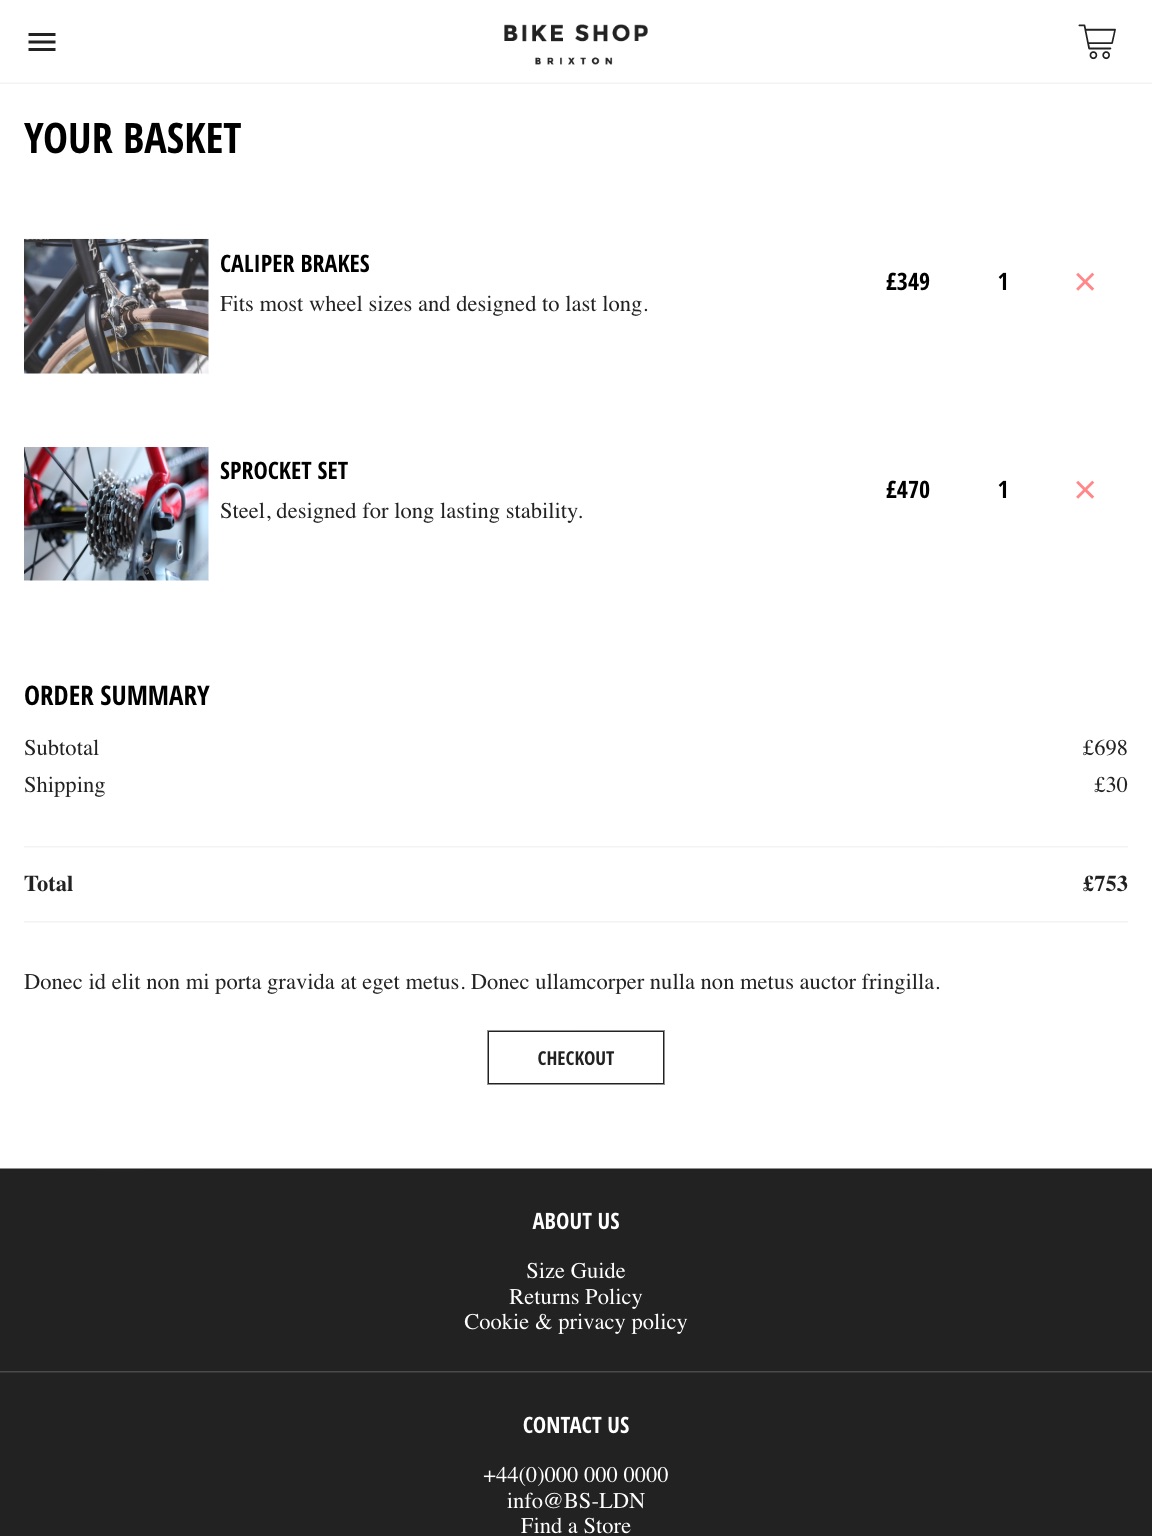 BIKE SHOP
BRIXTON
YOUR BASKET
CALIPER BRAKES
Fits most wheel sizes and designed to last long.
£349 1
SPROCKET SET
Steel, designed for long lasting stability.
£470 1
ORDER SUMMARY
Subtotal £698
Shipping £30
Total £753
Donec id elit non mi porta gravida at eget metus. Donec ullamcorper nulla non metus auctor fringilla.
CHECKOUT
ABOUT US
Size Guide
Returns Policy
Cookie & privacy policy
CONTACT US
+44(0)000 000 0000
info@BS-LDN
Find a Store